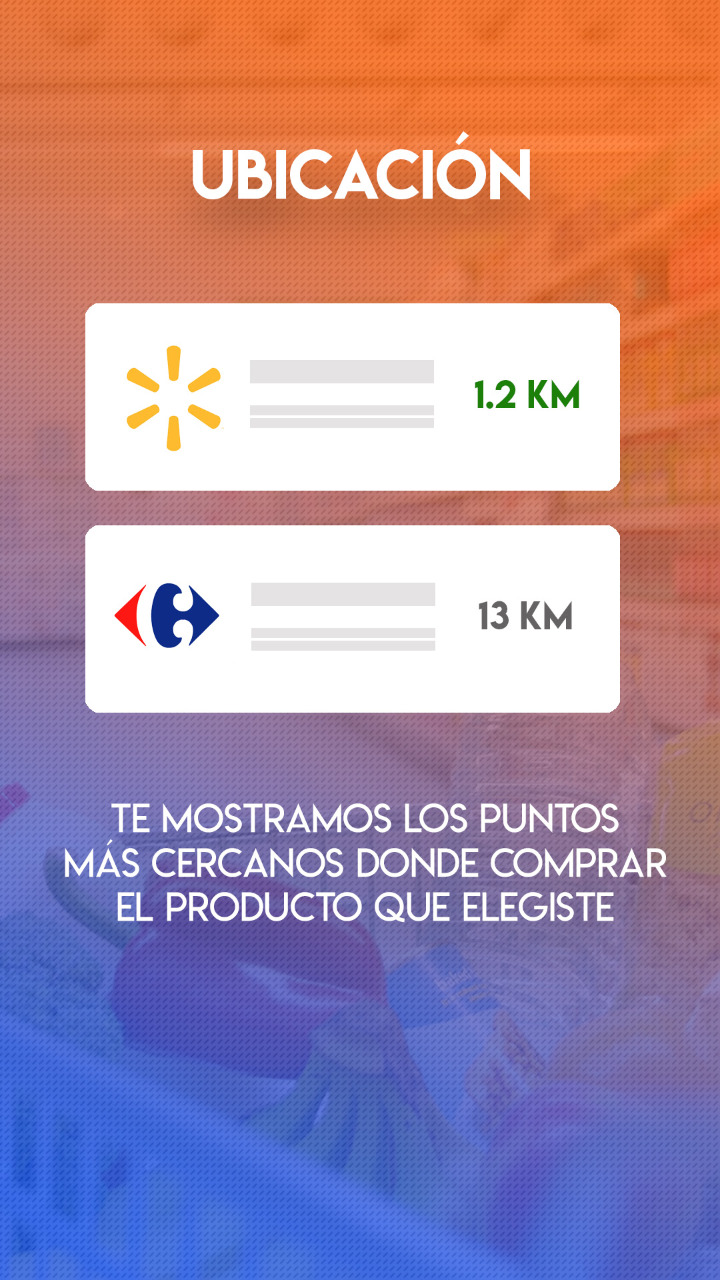 UBICACIÓN
1.2 KM
13 KM
TE MOSTRAMOS LOS PUNTOS
MÁS CERCANOS DONDE COMPRAR
EL PRODUCTO QUE ELEGISTE